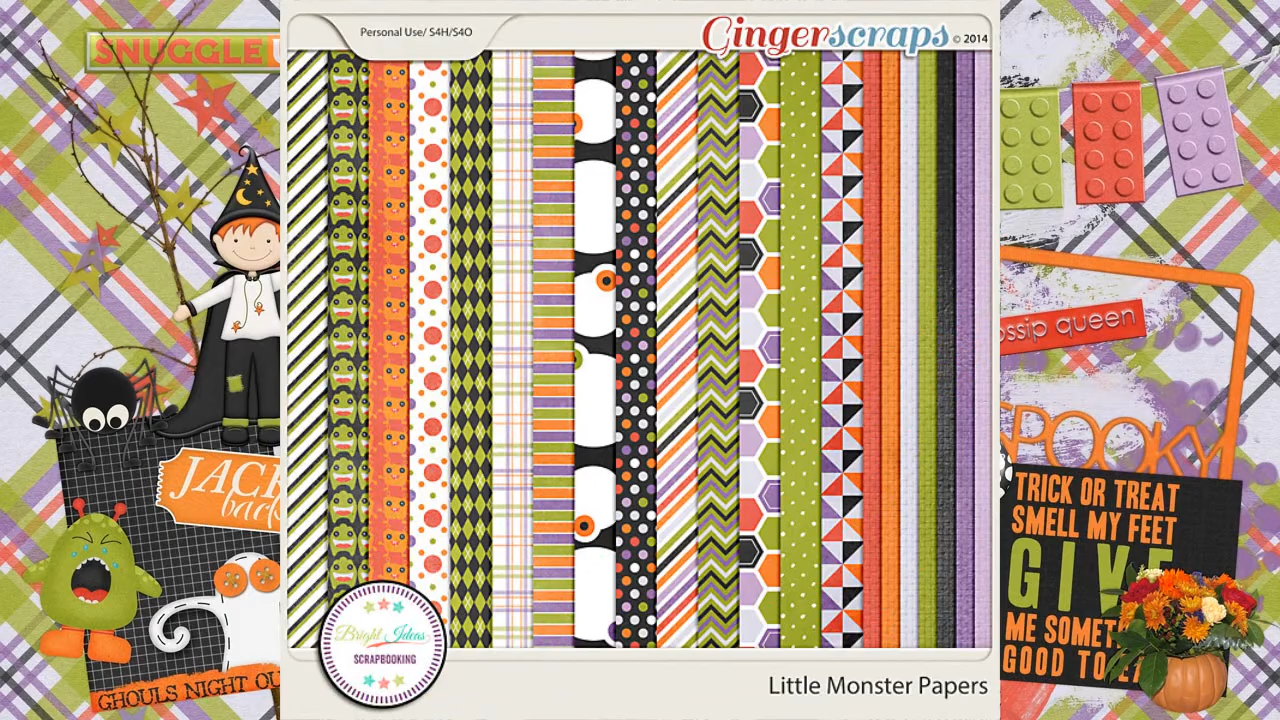 SNUGGLE
Personal Use/ S4H/S4O
Gingerscraps © 2014
ossip queen
SPOOKY
TRICK OR TREAT
SMELL MY FEET
GIVE
ME SOMET
GOOD TO E
JACK
back
GHOULS NIGHT OU
Bright Ideas
SCRAPBOOKING
Little Monster Papers